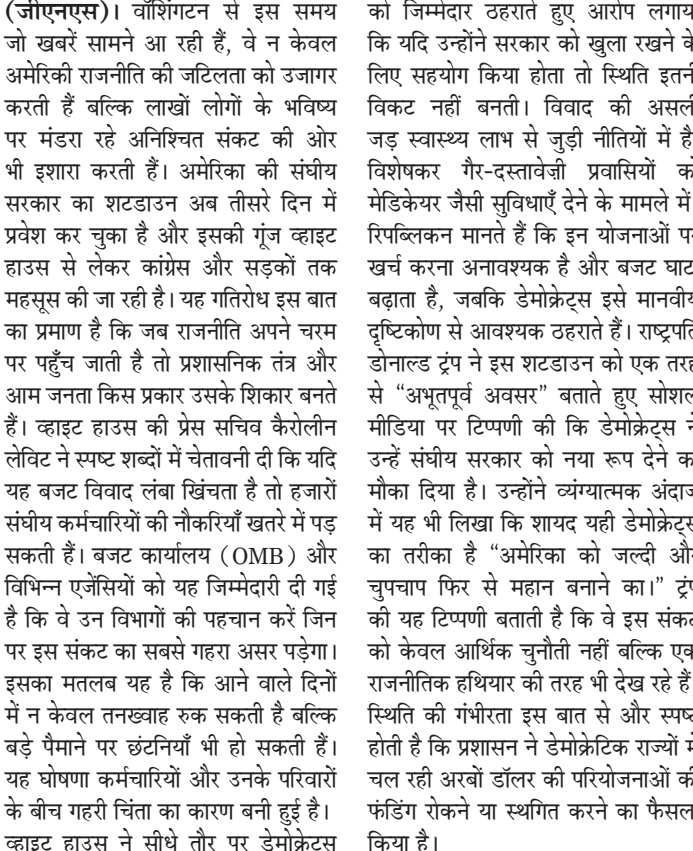 (जीएनएस)। वॉशिंगटन से इस समय
जो खबरें सामने आ रही हैं, वे न केवल
अमेरिकी राजनीति की जटिलता को उजागर
करती हैं बल्कि लाखों लोगों के भविष्य
पर मंडरा रहे अनिश्चित संकट की ओर
भी इशारा करती हैं। अमेरिका की संघीय
सरकार का शटडाउन अब तीसरे दिन में
प्रवेश कर चुका है और इसकी गूंज व्हाइट
हाउस से लेकर कांग्रेस और सड़कों तक
महसूस की जा रही है। यह गतिरोध इस बात
का प्रमाण है कि जब राजनीति अपने चरम
पर पहुँच जाती है तो प्रशासनिक तंत्र और
आम जनता किस प्रकार उसके शिकार बनते
हैं। व्हाइट हाउस की प्रेस सचिव कैरोलीन
लेविट ने स्पष्ट शब्दों में चेतावनी दी कि यदि
यह बजट विवाद लंबा खिंचता है तो हजारों
संघीय कर्मचारियों की नौकरियाँ खतरे में पड़
सकती हैं। बजट कार्यालय (OMB) और
विभिन्न एजेंसियों को यह जिम्मेदारी दी गई
है कि वे उन विभागों की पहचान करें जिन
पर इस संकट का सबसे गहरा असर पड़ेगा।
इसका मतलब यह है कि आने वाले दिनों
में न केवल तनख्वाह रुक सकती है बल्कि
बड़े पैमाने पर छंटनियाँ भी हो सकती हैं।
यह घोषणा कर्मचारियों और उनके परिवारों
के बीच गहरी चिंता का कारण बनी हुई है।
व्हाइट हाउस ने सीधे तौर पर डेमोक्रेट्स
को जिम्मेदार ठहराते हुए आरोप लगाय
कि यदि उन्होंने सरकार को खुला रखने के
लिए सहयोग किया होता तो स्थिति इतनी
विकट नहीं बनती। विवाद की असली
जड़ स्वास्थ्य लाभ से जुड़ी नीतियों में है
विशेषकर गैर-दस्तावेज़ी प्रवासियों क
मेडिकेयर जैसी सुविधाएँ देने के मामले में
रिपब्लिकन मानते हैं कि इन योजनाओं प
खर्च करना अनावश्यक है और बजट घाट
बढ़ाता है, जबकि डेमोक्रेट्स इसे मानवीय
दृष्टिकोण से आवश्यक ठहराते हैं। राष्ट्रपति
डोनाल्ड ट्रंप ने इस शटडाउन को एक तरह
से “अभूतपूर्व अवसर” बताते हुए सोशल
मीडिया पर टिप्पणी की कि डेमोक्रेट्स ने
उन्हें संघीय सरकार को नया रूप देने क
मौका दिया है। उन्होंने व्यंग्यात्मक अंदाज
में यह भी लिखा कि शायद यही डेमोक्रेट्स
का तरीका है “अमेरिका को जल्दी और
चुपचाप फिर से महान बनाने का।” ट्रंप
की यह टिप्पणी बताती है कि वे इस संकट
को केवल आर्थिक चुनौती नहीं बल्कि एक
राजनीतिक हथियार की तरह भी देख रहे हैं
स्थिति की गंभीरता इस बात से और स्पष्ट
होती है कि प्रशासन ने डेमोक्रेटिक राज्यों में
चल रही अरबों डॉलर की परियोजनाओं की
फंडिंग रोकने या स्थगित करने का फैसल
किया है।